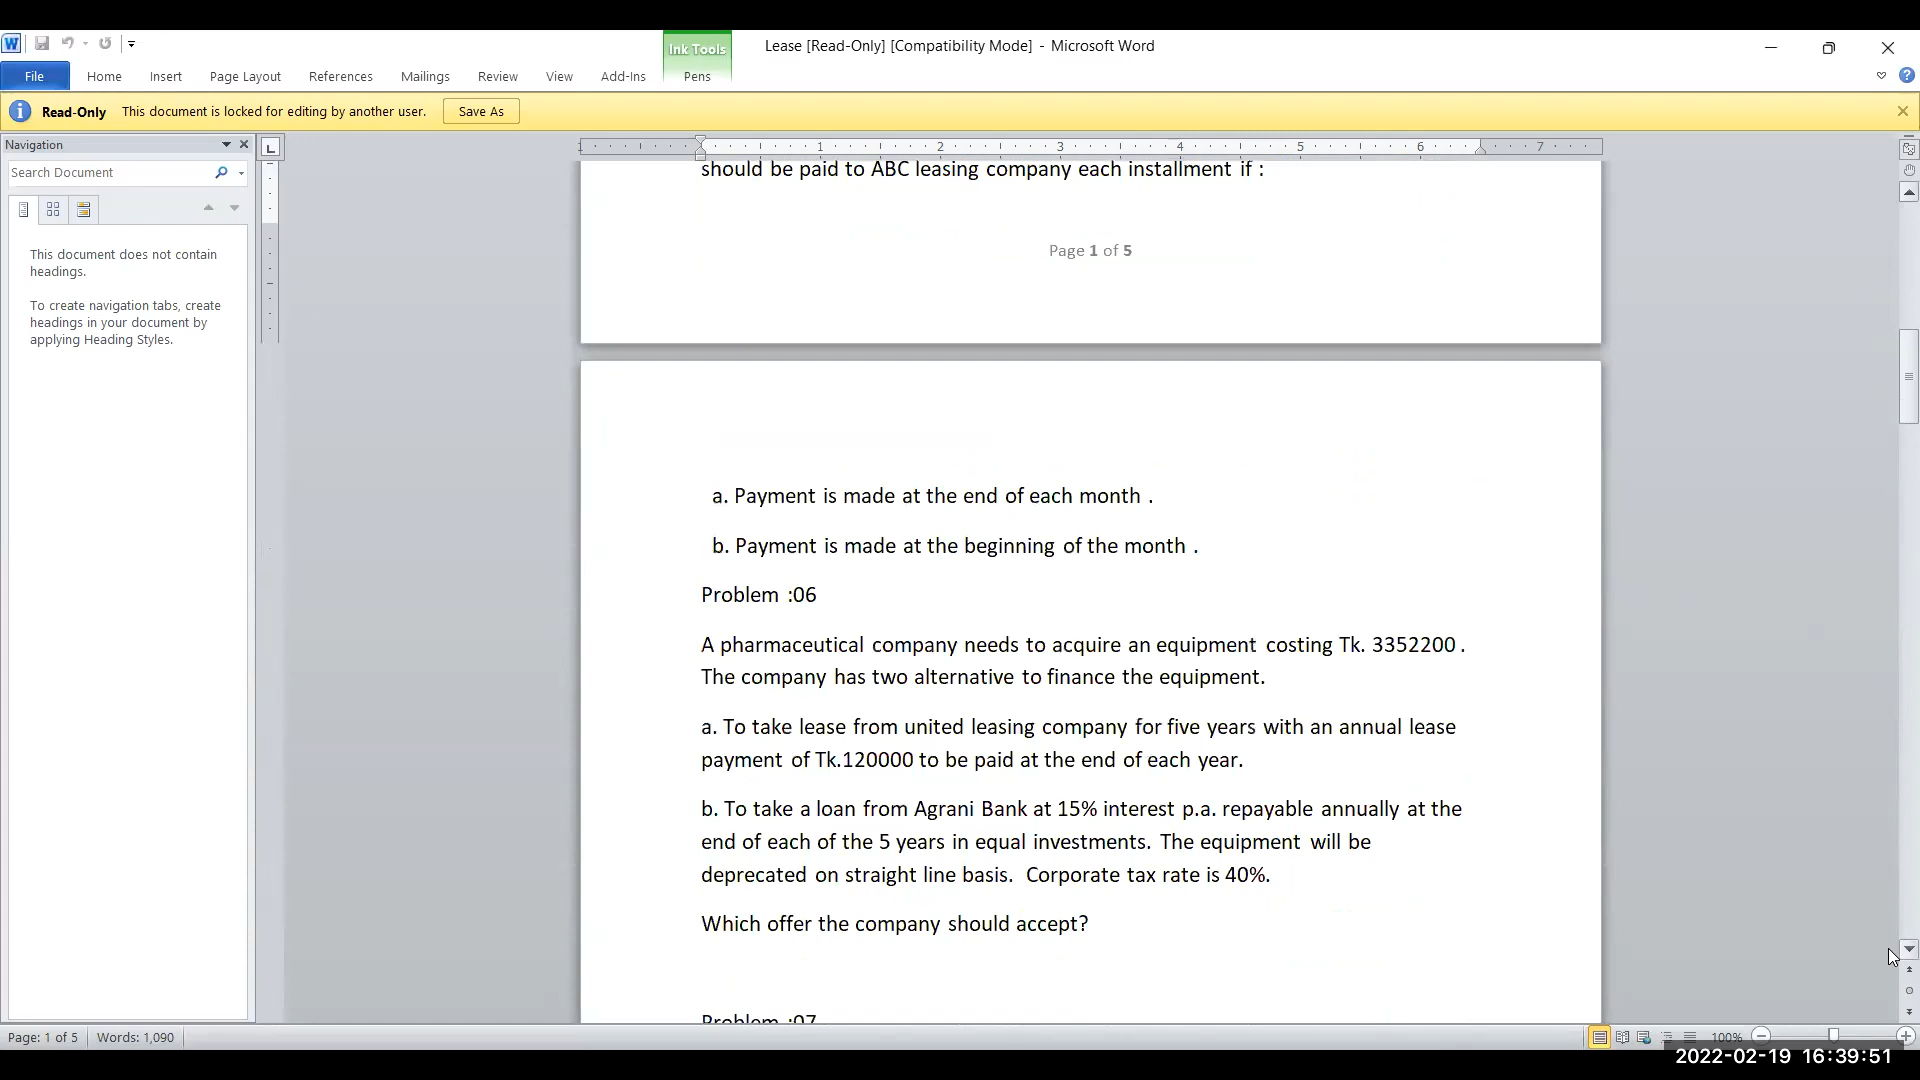 Ink Tools
Lease [Read-Only] [Compatibility Mode] - Microsoft Word
File Home Insert Page Layout References Mailings Review View Add-Ins Pens
Read-Only This document is locked for editing by another user. Save As
Navigation
Search Document
This document does not contain
headings.
To create navigation tabs, create
headings in your document by
applying Heading Styles.
1 1 2 3 4 5 6 7
should be paid to ABC leasing company each installment if :
Page 1 of 5
a. Payment is made at the end of each month .
b. Payment is made at the beginning of the month .
Problem :06
A pharmaceutical company needs to acquire an equipment costing Tk. 3352200 .
The company has two alternative to finance the equipment.
a. To take lease from united leasing company for five years with an annual lease
payment of Tk.120000 to be paid at the end of each year.
b. To take a loan from Agrani Bank at 15% interest p.a. repayable annually at the
end of each of the 5 years in equal investments. The equipment will be
deprecated on straight line basis. Corporate tax rate is 40%.
Which offer the company should accept?
Problem :07
Page: 1 of 5 Words: 1,090 100%
2022-02-19 16:39:51